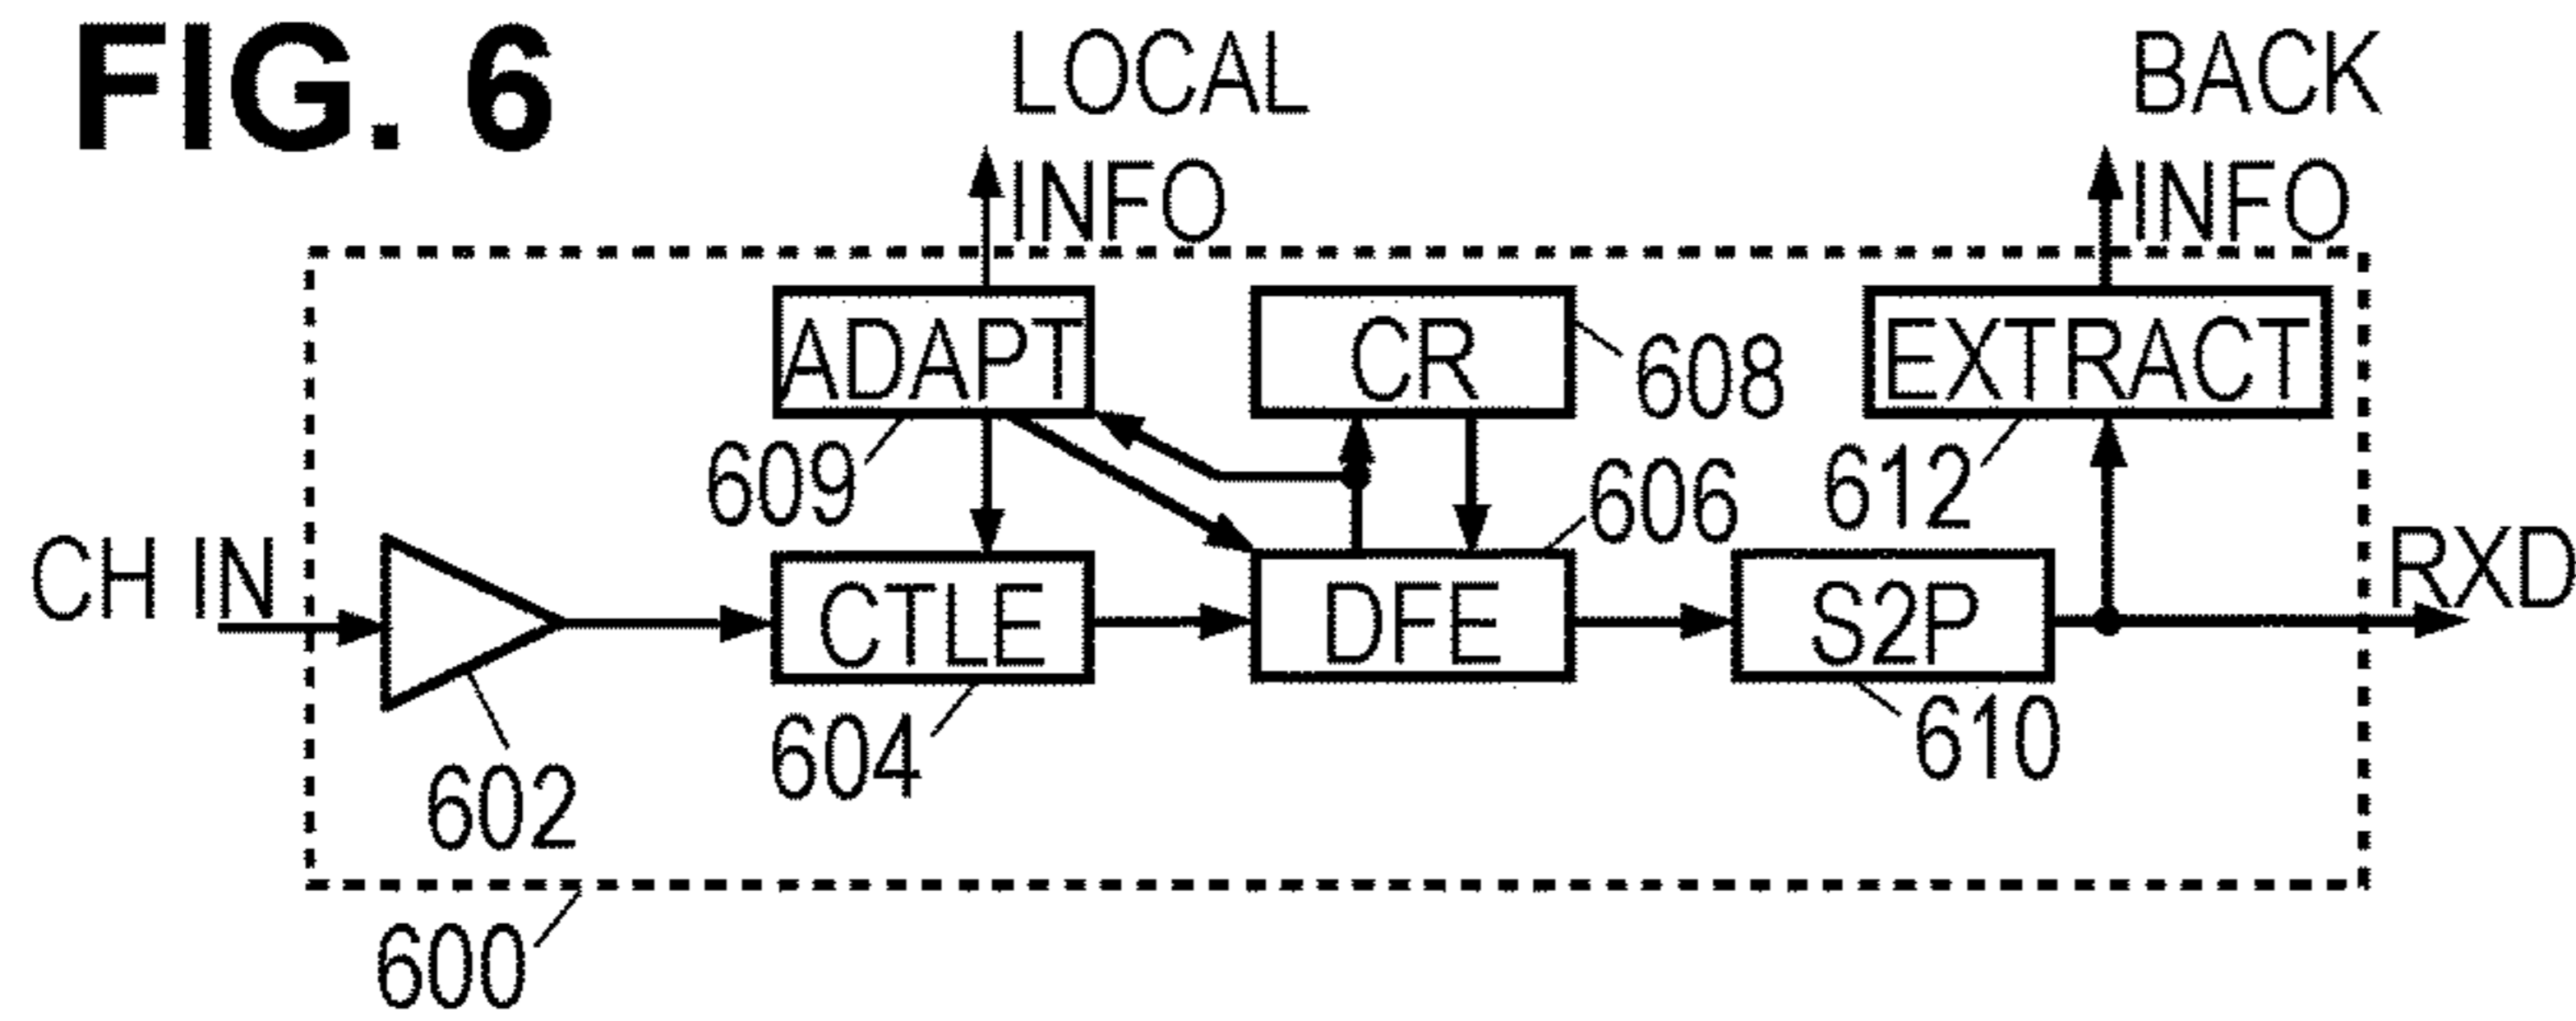 FIG. 6
LOCAL
INFO
BACK
INFO
ADAPT
CR
EXTRACT
608
609
606
612
CH IN
RXD
CTLE
DFE
S2P
602
604
610
600